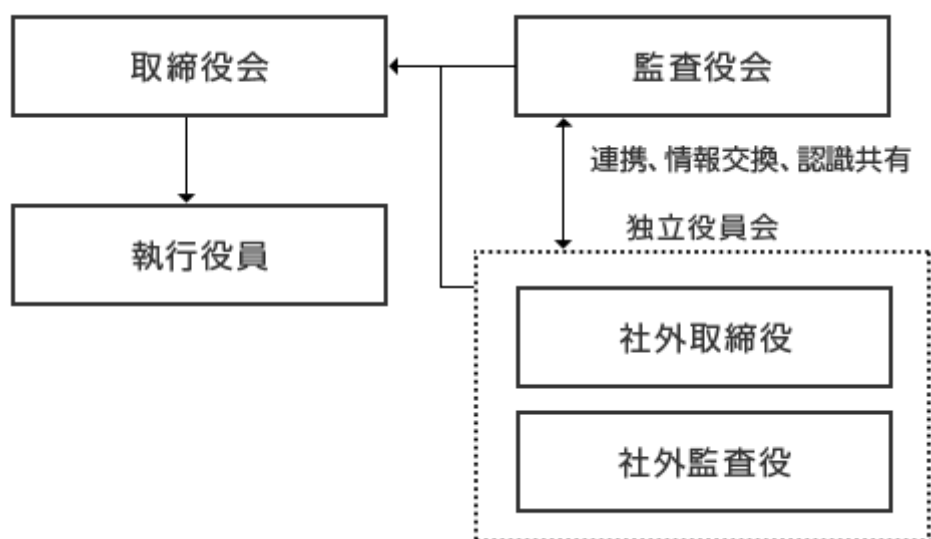 取締役会
監査役会
連携、情報交換、認識共有
執行役員
独立役員会
社外取締役
社外監査役